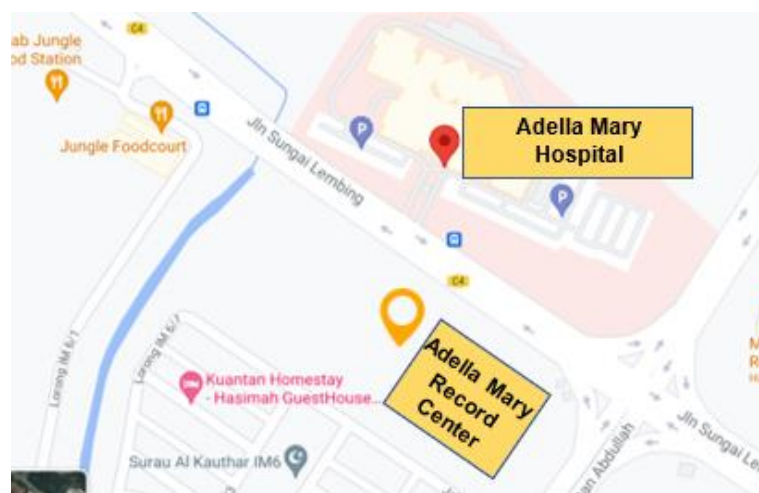 ab Jungle
od Station
C4
Jungle Foodcourt
Jln Sungai Lembing
P
Adella Mary
Hospital
P
C4
Lorong IM 6/1
Lorong IM 6/7
Kuantan Homestay
- Hasimah GuestHouse...
Adella Mary
Record
Center
Surau Al Kauthar IM6
an Abdullah
Jln Sungai Le
M
R